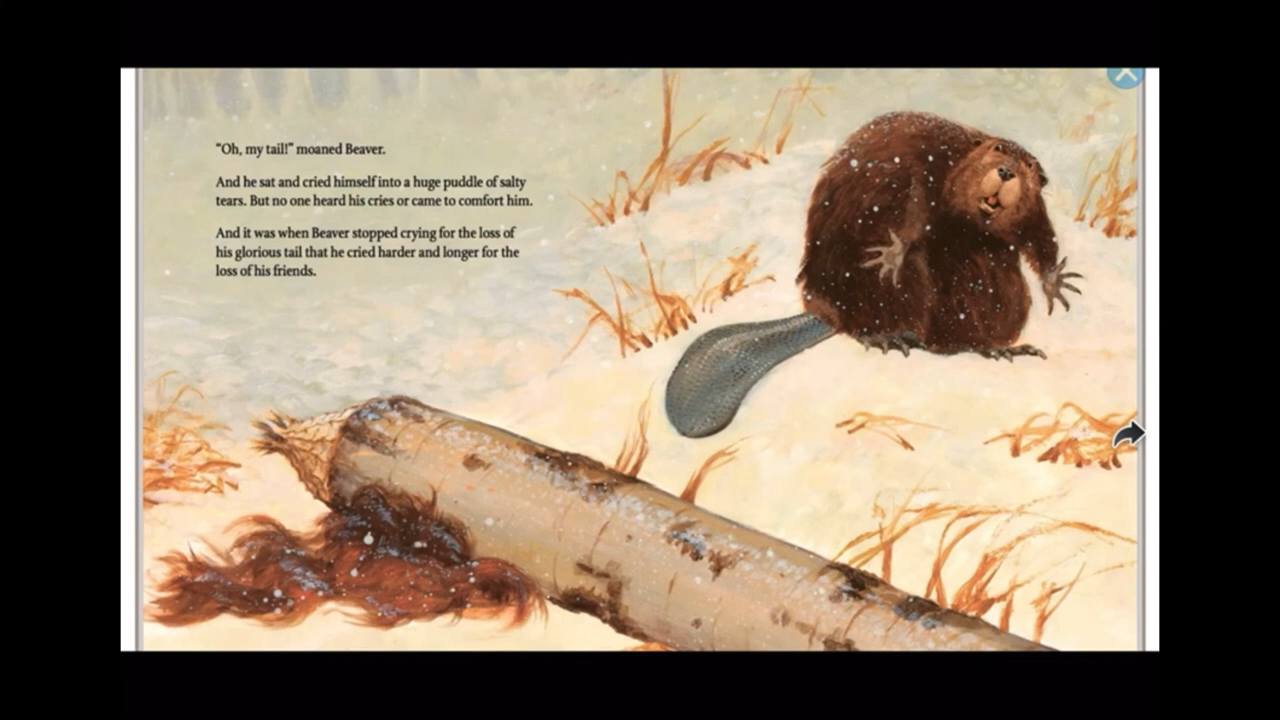 “Oh, my tail!” moaned Beaver.
And he sat and cried himself into a huge puddle of salty
tears. But no one heard his cries or came to comfort him.
And it was when Beaver stopped crying for the loss of
his glorious tail that he cried harder and longer for the
loss of his friends.